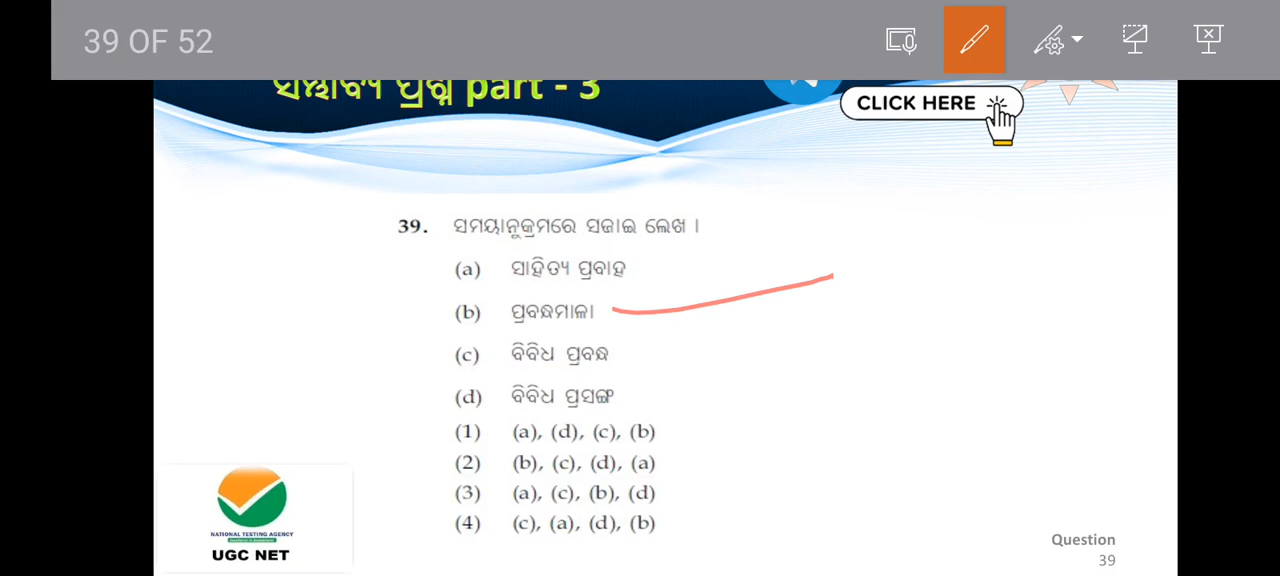 39 OF 52
ସମ୍ଭାବ୍ୟ ପ୍ରଶ୍ନ part - 3
CLICK HERE
39. ସମୟାନୁକ୍ରମରେ ସଜାଇ ଲେଖ ।
(a) ସାହିତ୍ୟ ପ୍ରବାହ
(b) ପ୍ରବନ୍ଧମାଳା
(c) ବିବିଧ ପ୍ରବନ୍ଧ
(d) ବିବିଧ ପ୍ରସଙ୍ଗ
(1) (a), (d), (c), (b)
(2) (b), (c), (d), (a)
(3) (a), (c), (b), (d)
(4) (c), (a), (d), (b)
NATIONAL TESTING AGENCY
UGC NET
Question
39